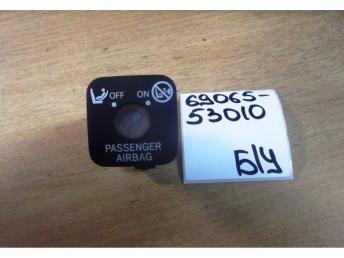 OFF ON
PASSENGER
AIRBAG
69065-
53010
Б/У